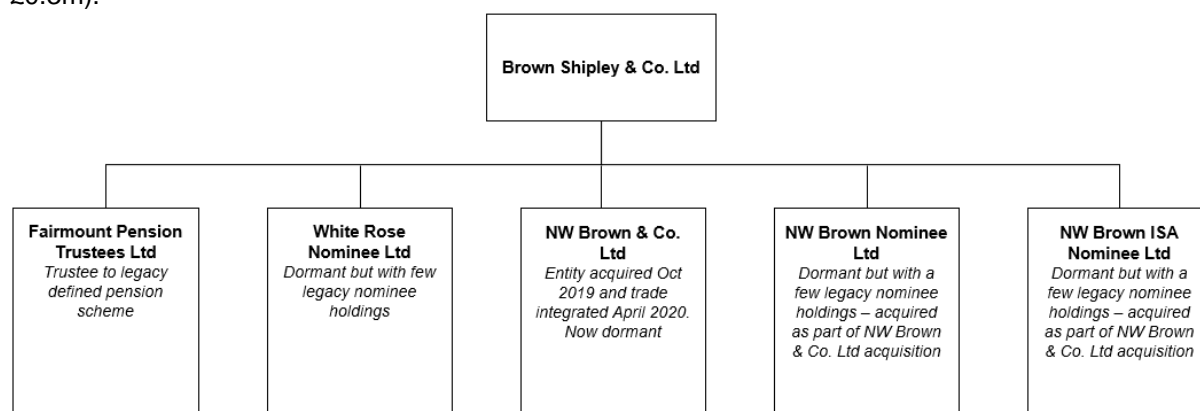 £0.8m).
Brown Shipley & Co. Ltd
Fairmount Pension
Trustees Ltd
Trustee to legacy
defined pension
scheme
White Rose
Nominee Ltd
Dormant but with few
legacy nominee
holdings
NW Brown & Co.
Ltd
Entity acquired Oct
2019 and trade
integrated April 2020.
Now dormant
NW Brown Nominee
Ltd
Dormant but with a
few legacy nominee
holdings – acquired
as part of NW Brown
& Co. Ltd acquisition
NW Brown ISA
Nominee Ltd
Dormant but with a
few legacy nominee
holdings – acquired
as part of NW Brown
& Co. Ltd acquisition